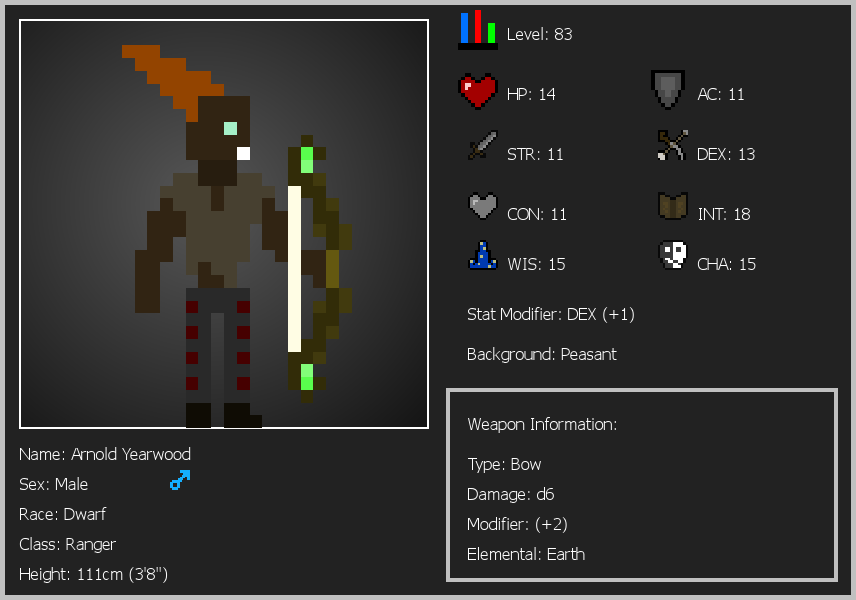 Level: 83
HP: 14
AC: 11
STR: 11
DEX: 13
CON: 11
INT: 18
WIS: 15
CHA: 15
Stat Modifier: DEX (+1)
Background: Peasant
Weapon Information:
Type: Bow
Damage: d6
Modifier: (+2)
Elemental: Earth
Name: Arnold Yearwood
Sex: Male
Race: Dwarf
Class: Ranger
Height: 111cm (3'8")